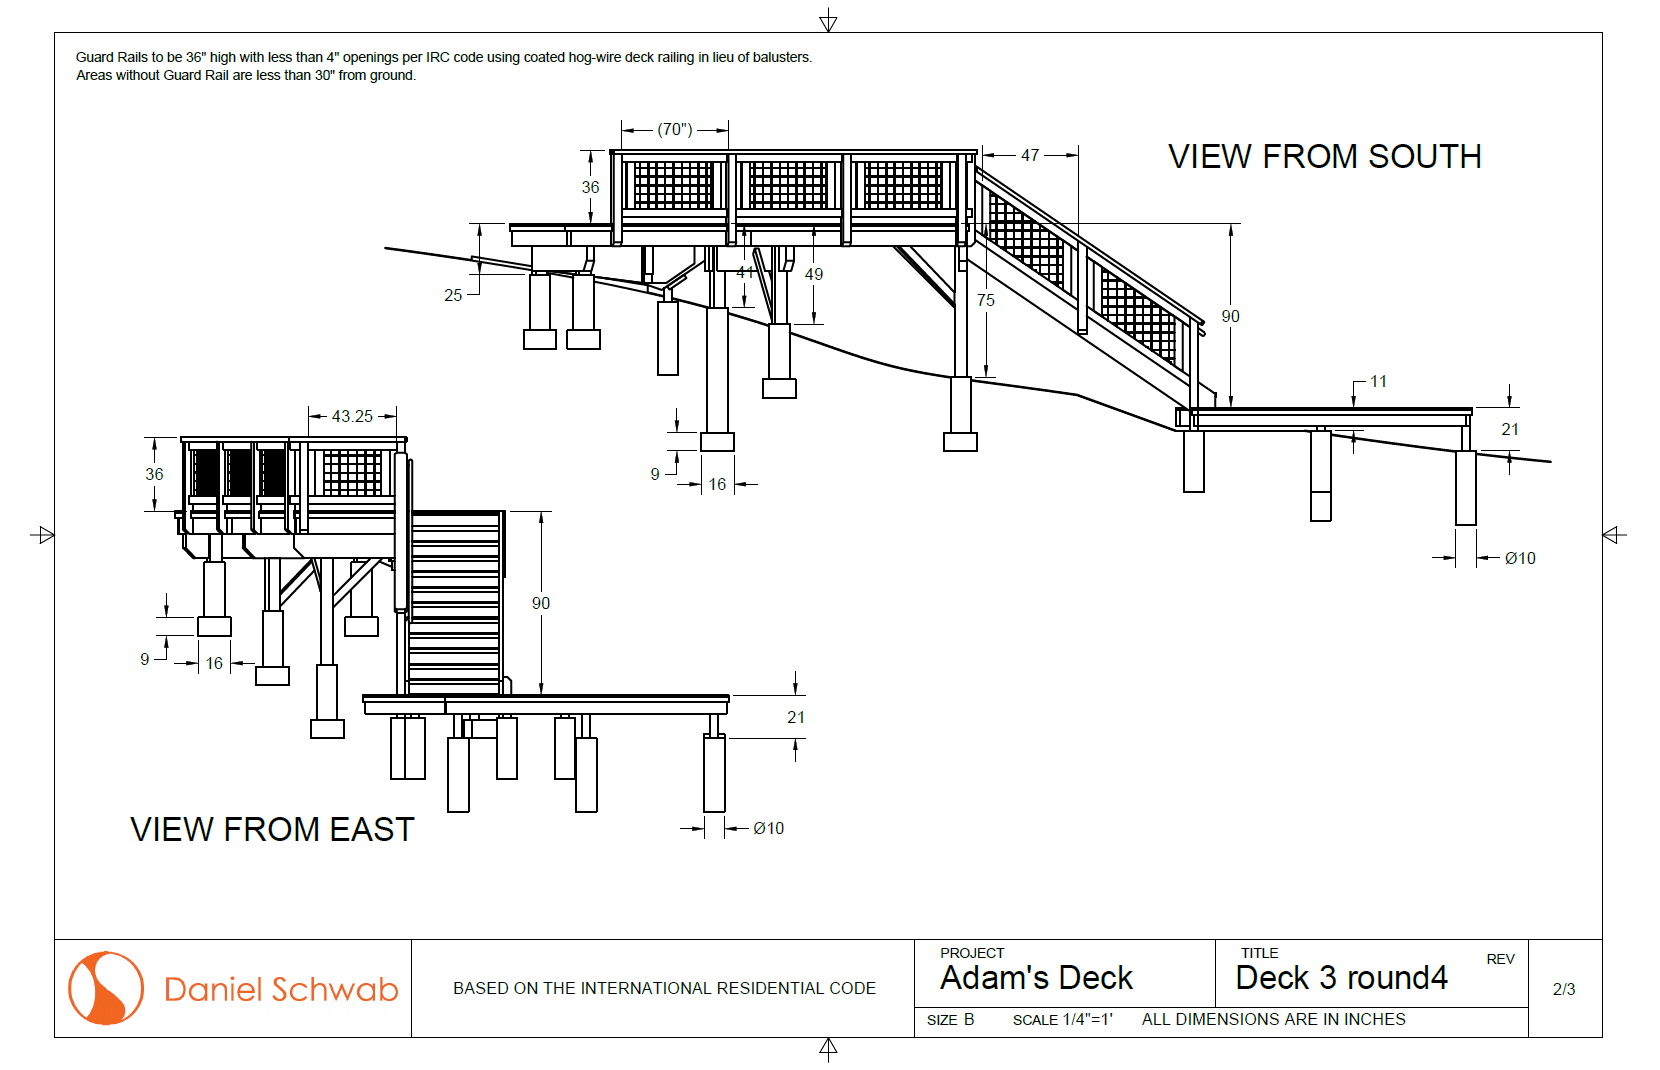 Guard Rails to be 36" high with less than 4" openings per IRC code using coated hog-wire deck railing in lieu of balusters.
Areas without Guard Rail are less than 30" from ground.
(70")
VIEW FROM SOUTH
47
36
41
49
25
75
90
11
21
9
16
Ø10
43.25
36
90
9
16
21
Ø10
VIEW FROM EAST
Daniel Schwab
BASED ON THE INTERNATIONAL RESIDENTIAL CODE
PROJECT
Adam's Deck
TITLE
Deck 3 round4
REV
SIZE B SCALE 1/4"=1' ALL DIMENSIONS ARE IN INCHES
2/3